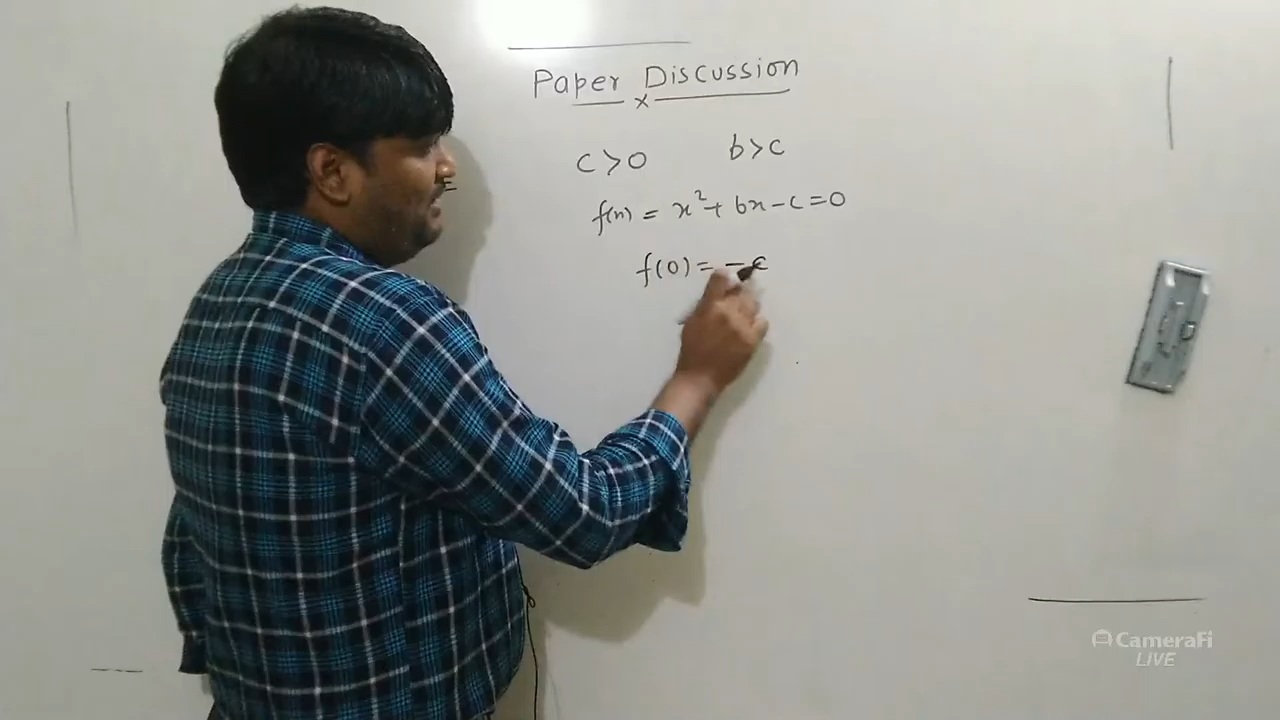 Paper Discussion
x
c > 0 b > c
f(x) = x² + bx - c = 0
f(0) = - c
CameraFi
LIVE